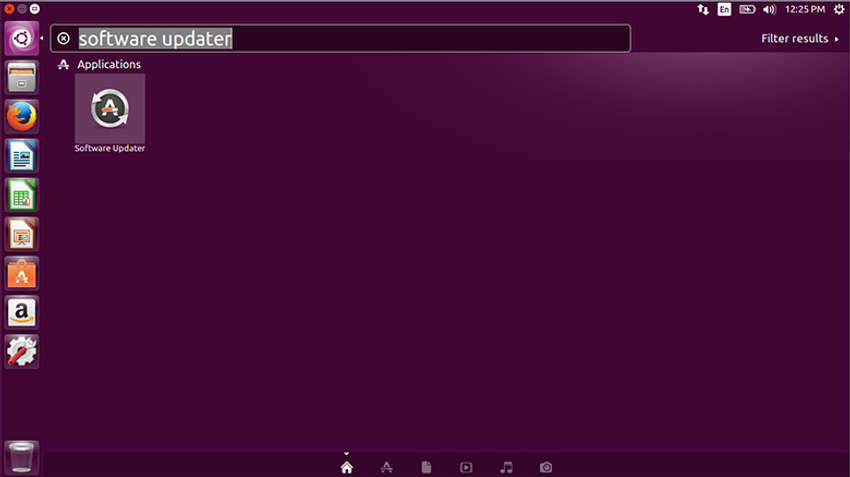 En
12:25 PM
software updater
Filter results
Applications
Software Updater